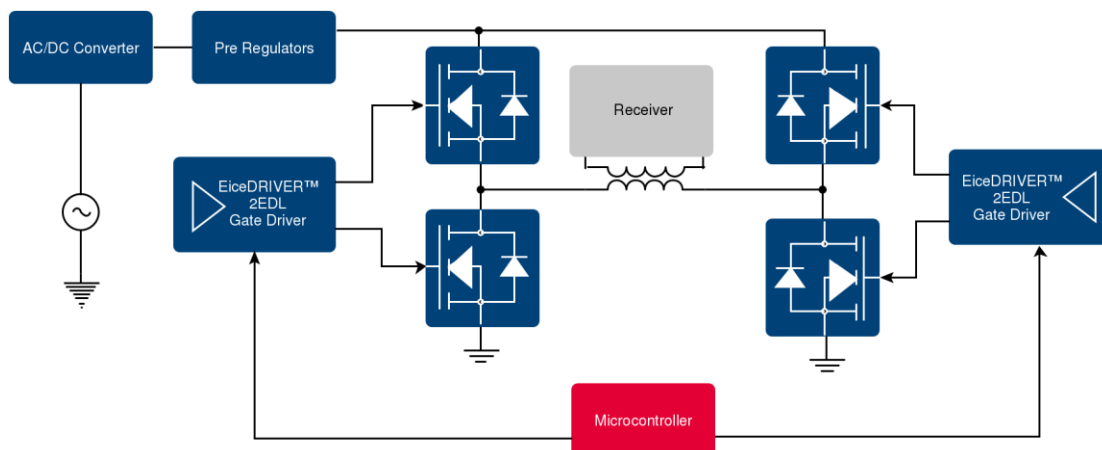 AC/DC Converter
Pre Regulators
Receiver
EiceDRIVER™
2EDL
Gate Driver
EiceDRIVER™
2EDL
Gate Driver
Microcontroller